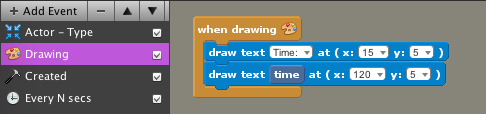 + Add Event - ▲ ▼
Actor - Type
Drawing
Created
Every N secs
when drawing
draw text Time: at ( x: 15 y: 5 )
draw text time at ( x: 120 y: 5 )